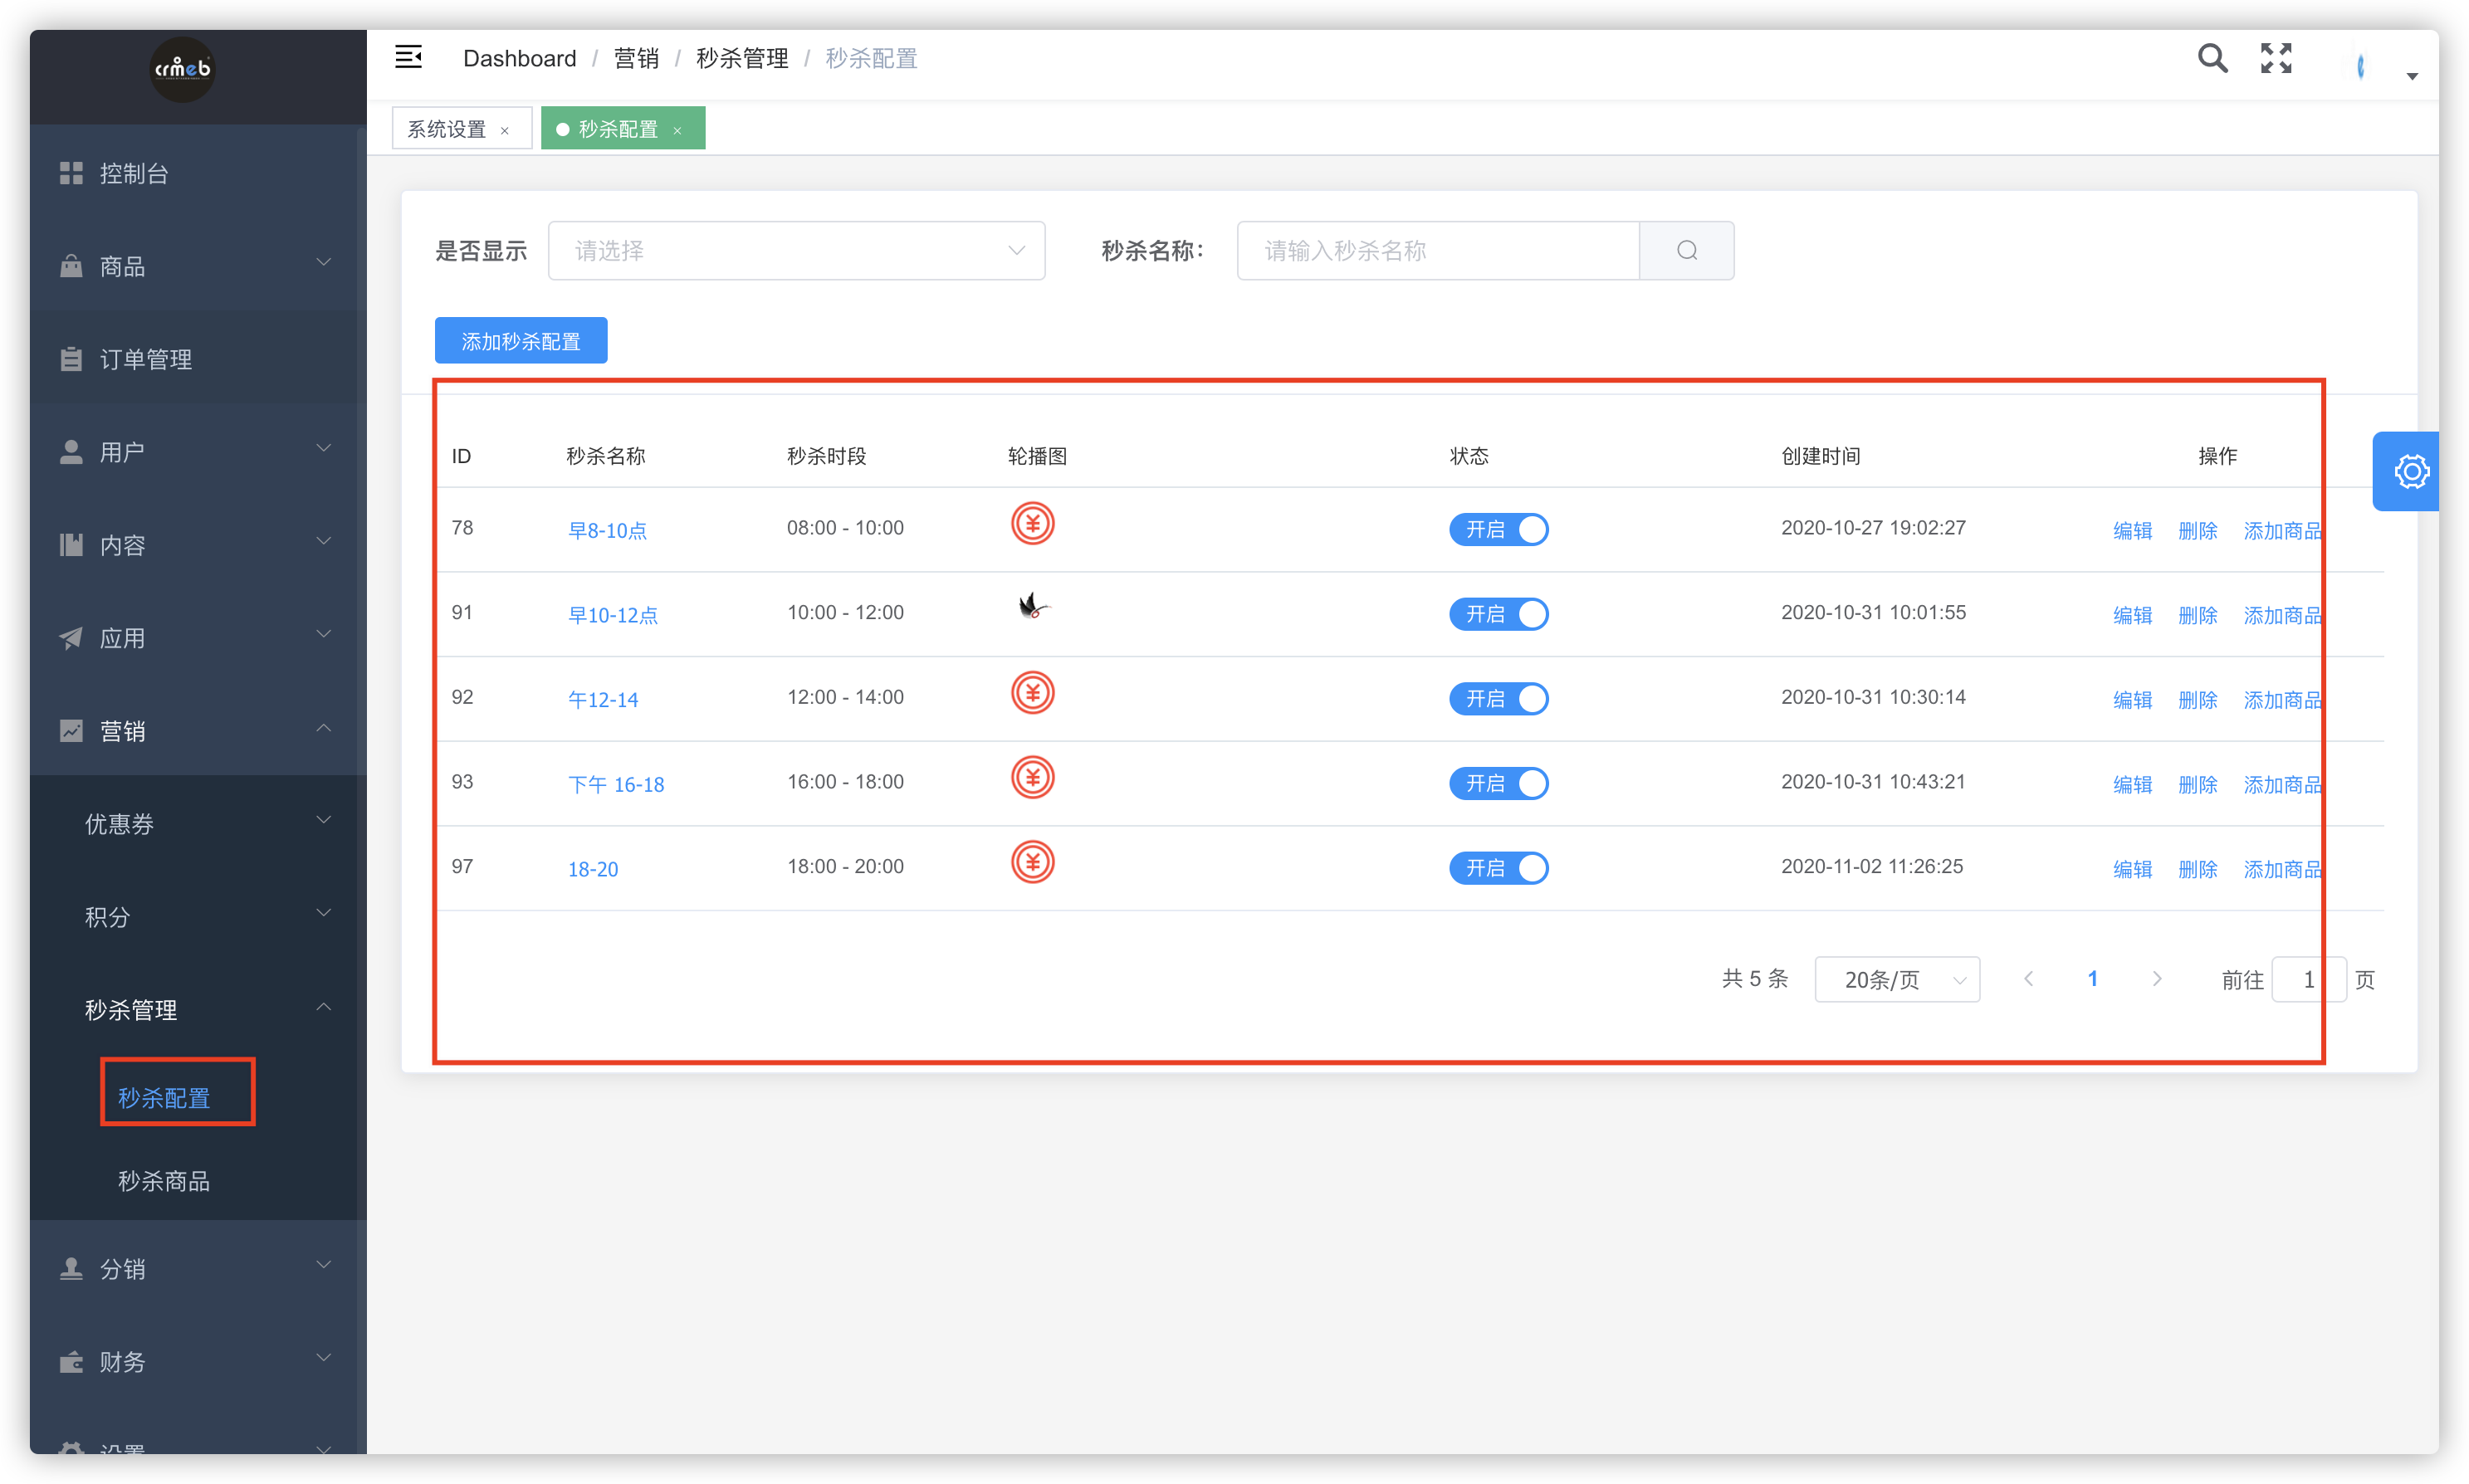 crmeb
Dashboard / 营销 / 秒杀管理 / 秒杀配置
系统设置 ×
秒杀配置 ×
控制台
商品
订单管理
用户
内容
应用
营销
优惠券
积分
秒杀管理
秒杀配置
秒杀商品
分销
财务
设置
是否显示 请选择 秒杀名称： 请输入秒杀名称
添加秒杀配置
ID 秒杀名称 秒杀时段 轮播图 状态 创建时间 操作
78 早8-10点 08:00 - 10:00 开启 2020-10-27 19:02:27 编辑 删除 添加商品
91 早10-12点 10:00 - 12:00 开启 2020-10-31 10:01:55 编辑 删除 添加商品
92 午12-14 12:00 - 14:00 开启 2020-10-31 10:30:14 编辑 删除 添加商品
93 下午 16-18 16:00 - 18:00 开启 2020-10-31 10:43:21 编辑 删除 添加商品
97 18-20 18:00 - 20:00 开启 2020-11-02 11:26:25 编辑 删除 添加商品
共 5 条 20条/页 1 前往 1 页